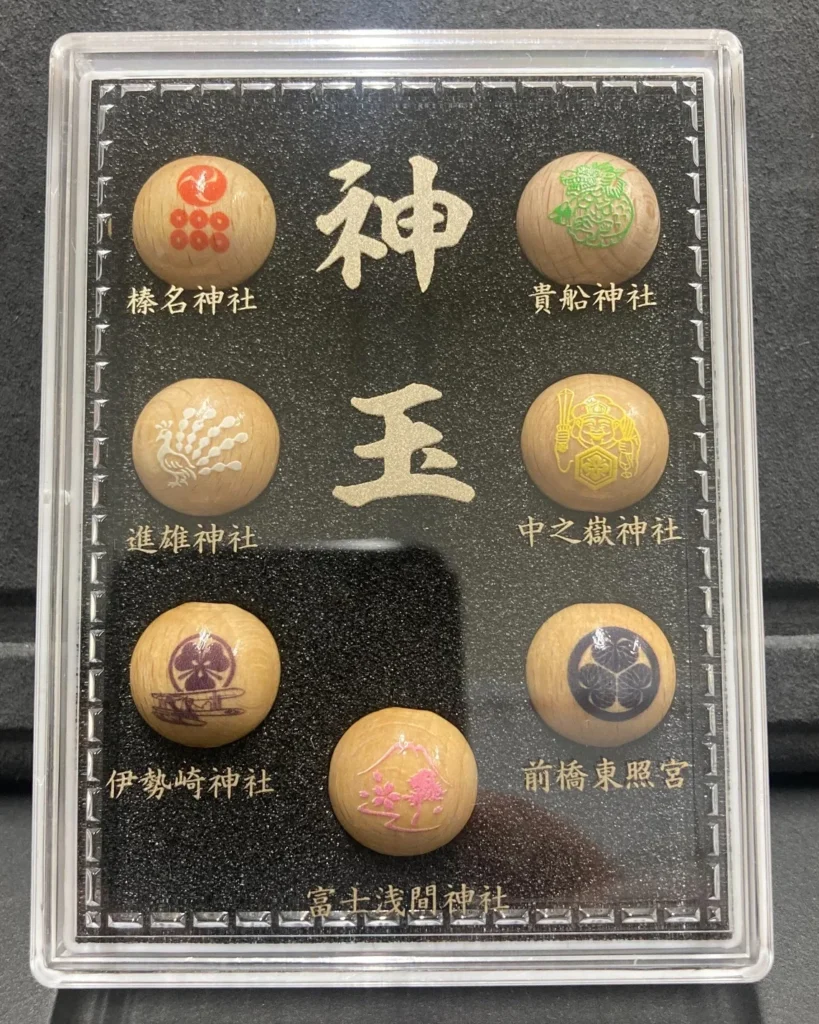 神玉
榛名神社
貴船神社
進雄神社
中之嶽神社
伊勢崎神社
前橋東照宮
富士浅間神社